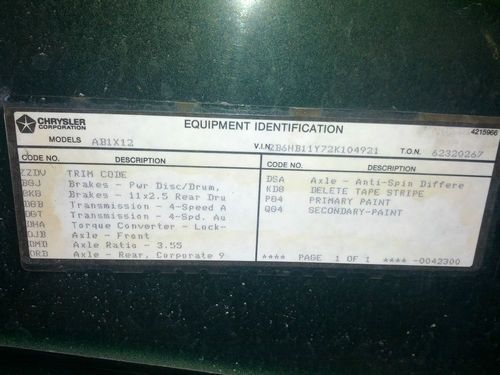 CHRYSLER
CORPORATION
EQUIPMENT IDENTIFICATION
4215966
MODELS AB1X12
V.I.N. 2B6HB11Y72K104921
T.O.N. 62320267
CODE NO. DESCRIPTION
ZZDV TRIM CODE
BGJ Brakes - Pwr Disc/Drum,
BKG Brakes - 11x2.5 Rear Dru
DGB Transmission - 4-Speed A
DGT Transmission - 4-Spd. Au
DHA Torque Converter - Lock-
DJB Axle - Front
DMD Axle Ratio - 3.55
DRB Axle - Rear, Corporate 9
CODE NO. DESCRIPTION
DSA Axle - Anti-Spin Differe
KD8 DELETE TAPE STRIPE
PG4 PRIMARY PAINT
QG4 SECONDARY-PAINT
**** PAGE 1 OF 1 **** -0042300